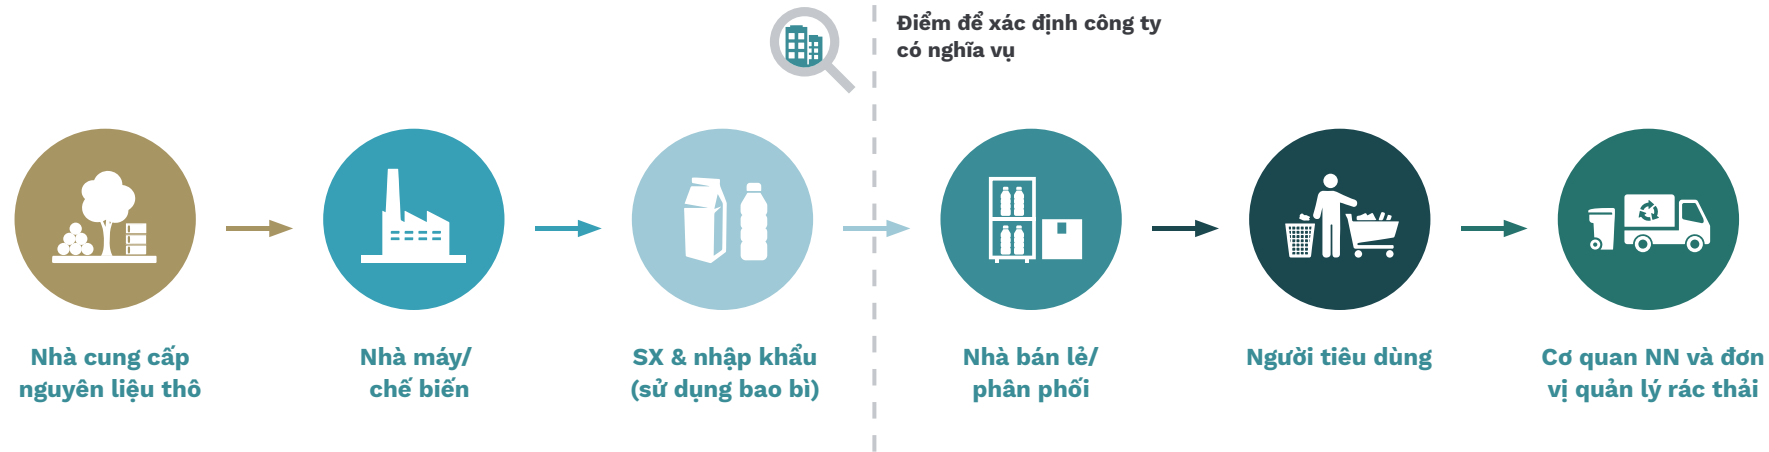 Điểm để xác định công ty
có nghĩa vụ
Nhà cung cấp
nguyên liệu thô
Nhà máy/
chế biến
SX & nhập khẩu
(sử dụng bao bì)
Nhà bán lẻ/
phân phối
Người tiêu dùng
Cơ quan NN và đơn
vị quản lý rác thải